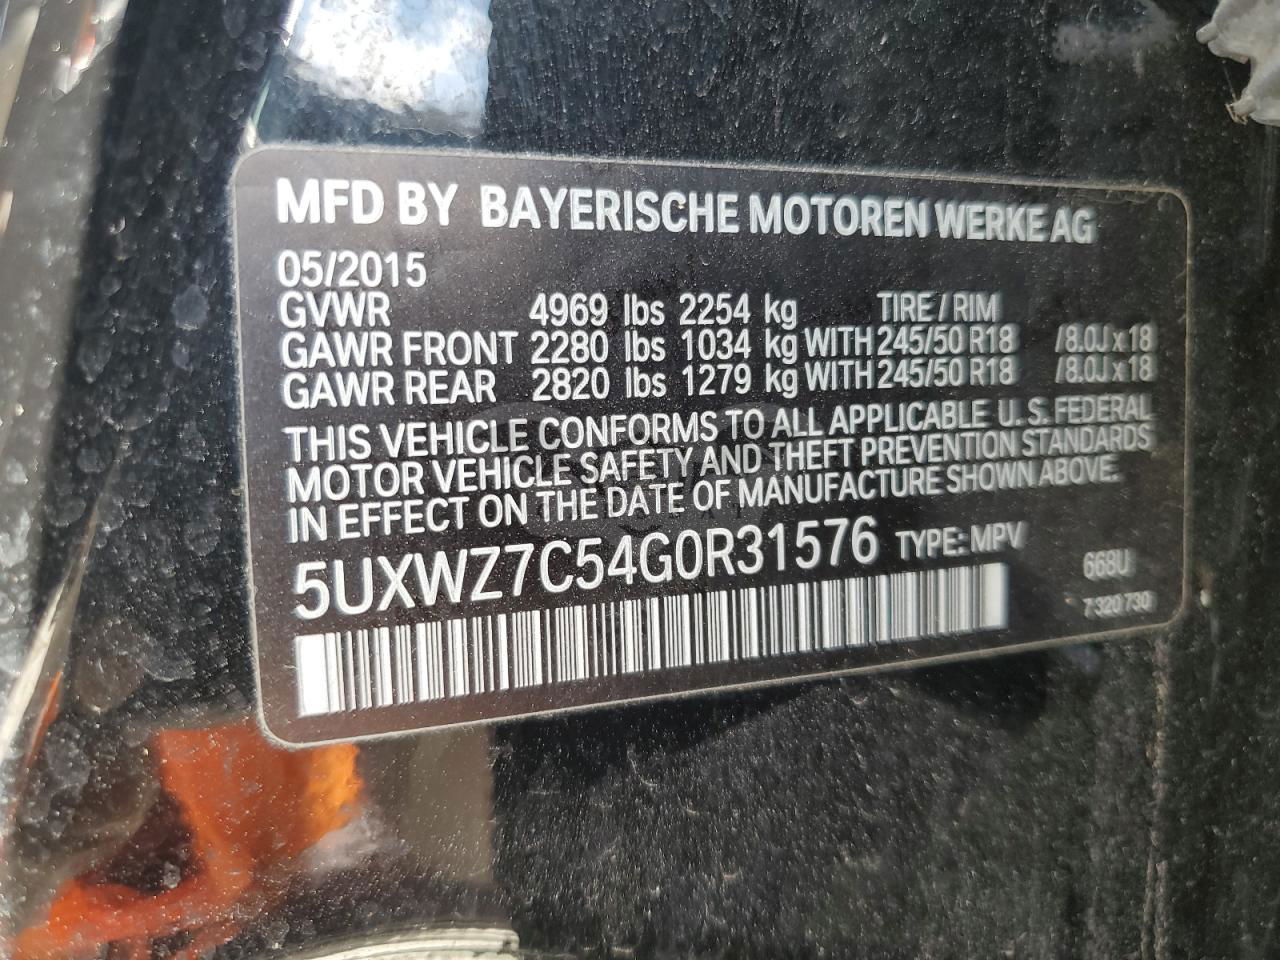 MFD BY BAYERISCHE MOTOREN WERKE AG
05/2015
GVWR 4969 lbs 2254 kg TIRE / RIM
GAWR FRONT 2280 lbs 1034 kg WITH 245/50 R18 /8.0J x 18
GAWR REAR 2820 lbs 1279 kg WITH 245/50 R18 /8.0J x 18
THIS VEHICLE CONFORMS TO ALL APPLICABLE U. S. FEDERAL
MOTOR VEHICLE SAFETY AND THEFT PREVENTION STANDARDS
IN EFFECT ON THE DATE OF MANUFACTURE SHOWN ABOVE.
5UXWZ7C54G0R31576 TYPE: MPV
668U
7 320 730